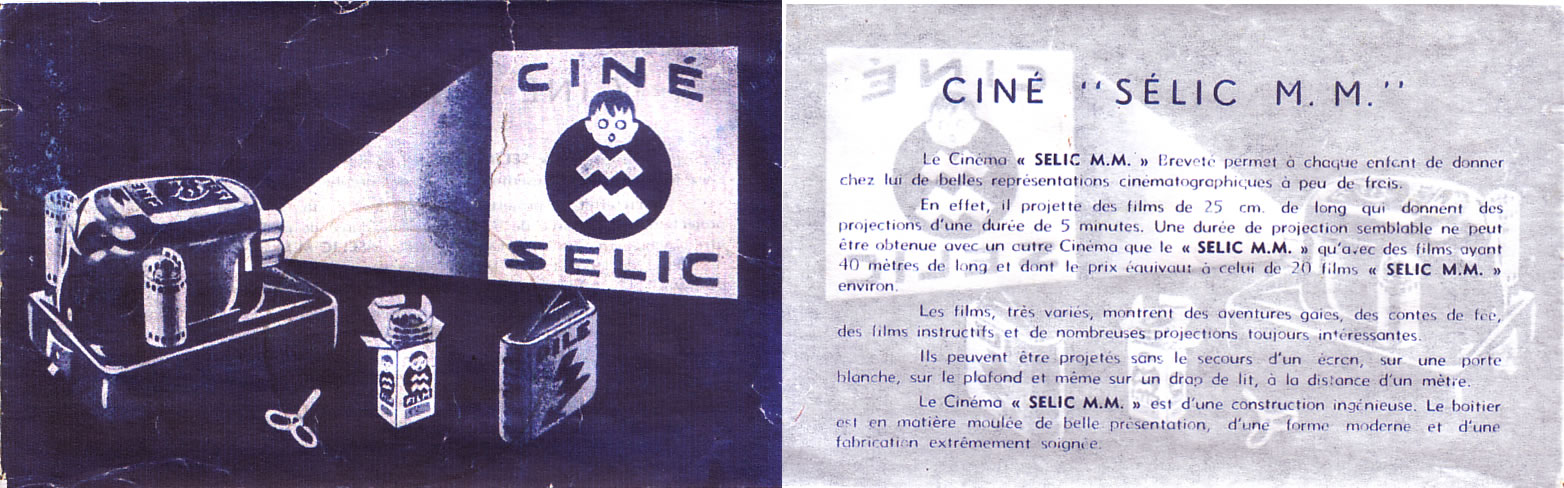 CINÉ
SELIC
FILM
PILE
CINÉ "SÉLIC M. M."
Le Cinéma « SELIC M.M. » Breveté permet à chaque enfant de donner
chez lui de belles représentations cinématographiques à peu de frais.
En effet, il projette des films de 25 cm. de long qui donnent des
projections d'une durée de 5 minutes. Une durée de projection semblable ne peut
être obtenue avec un autre Cinéma que le « SELIC M.M. » qu'avec des films ayant
40 mètres de long et dont le prix équivaut à celui de 20 films « SELIC M.M. »
environ.
Les films, très variés, montrent des aventures gaies, des contes de fée,
des films instructifs et de nombreuses projections toujours intéressantes.
Ils peuvent être projetés sans le secours d'un écran, sur une porte
blanche, sur le plafond et même sur un drap de lit, à la distance d'un mètre.
Le Cinéma « SELIC M.M. » est d'une construction ingénieuse. Le boitier
est en matière moulée de belle présentation, d'une forme moderne et d'une
fabrication extrêmement soignée.